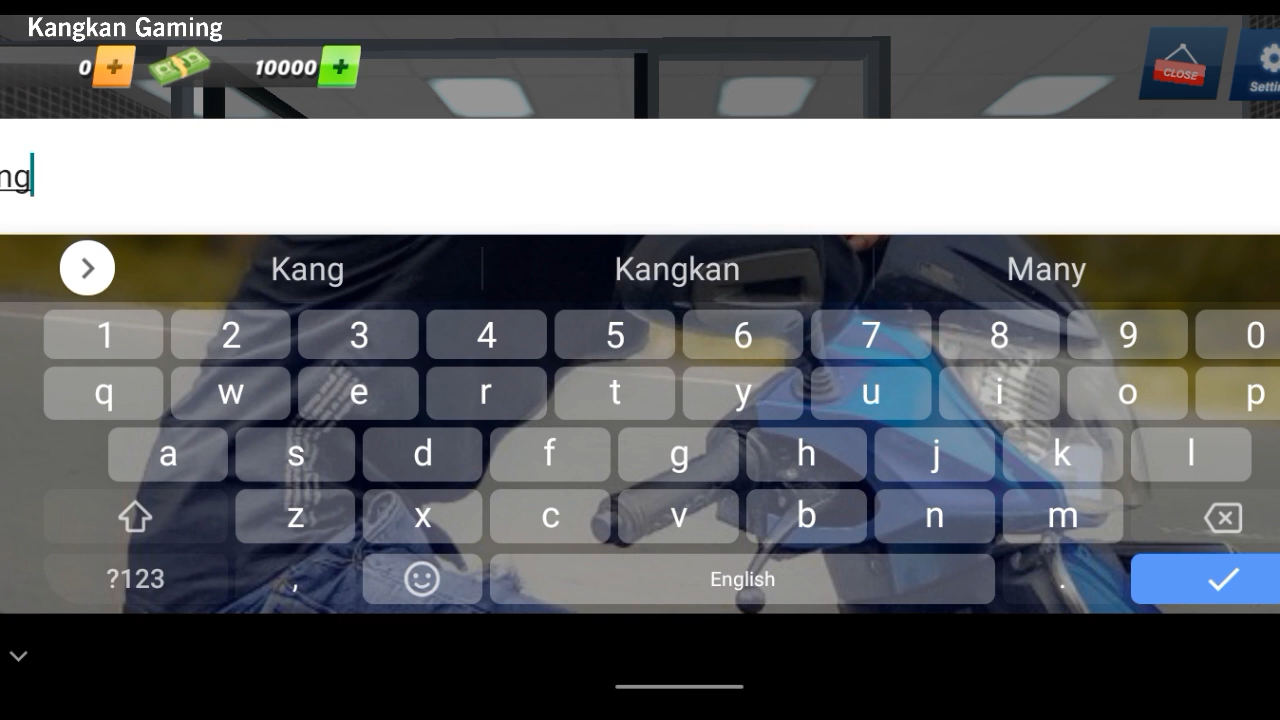 Kangkan Gaming
0 + 10000 +
CLOSE
Setti
ng
Kang Kangkan Many
1 2 3 4 5 6 7 8 9 0
q w e r t y u i o p
a s d f g h j k l
z x c v b n m
?123 , English .